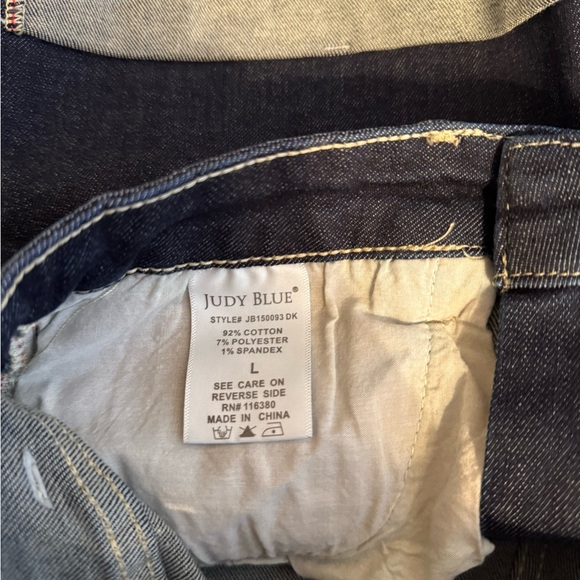 JUDY BLUE®
STYLE# JB150093 DK
92% COTTON
7% POLYESTER
1% SPANDEX
L
SEE CARE ON
REVERSE SIDE
RN# 116380
MADE IN CHINA